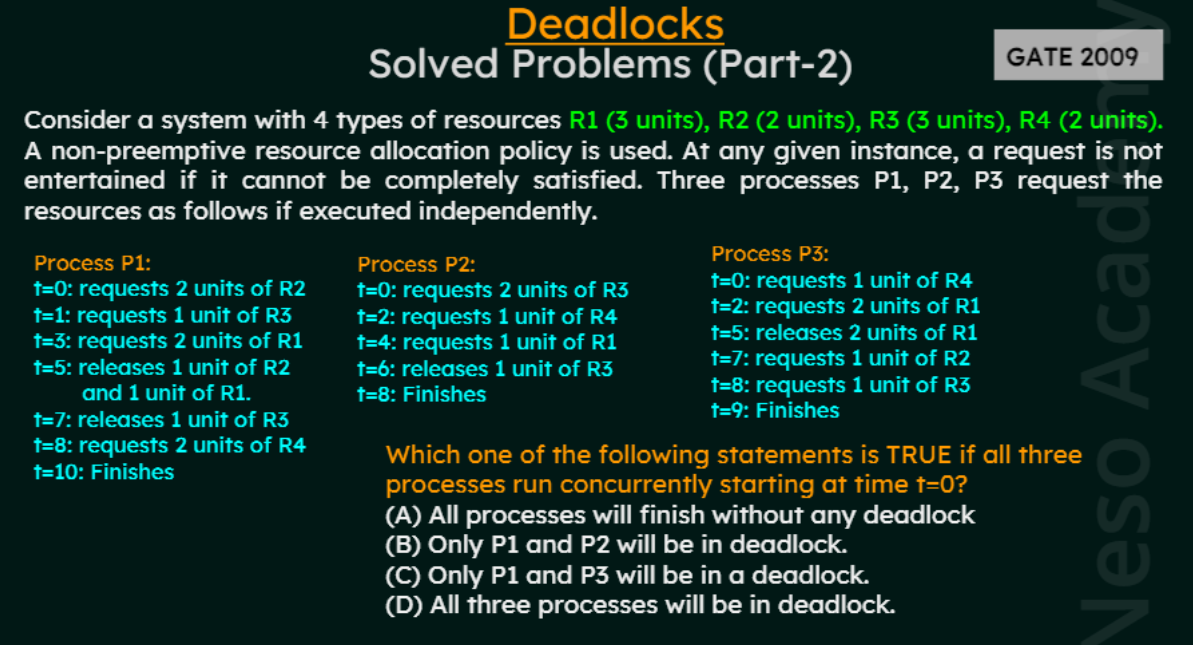 Deadlocks
Solved Problems (Part-2)
GATE 2009
Consider a system with 4 types of resources R1 (3 units), R2 (2 units), R3 (3 units), R4 (2 units).
A non-preemptive resource allocation policy is used. At any given instance, a request is not
entertained if it cannot be completely satisfied. Three processes P1, P2, P3 request the
resources as follows if executed independently.
Process P1:
t=0: requests 2 units of R2
t=1: requests 1 unit of R3
t=3: requests 2 units of R1
t=5: releases 1 unit of R2
and 1 unit of R1.
t=7: releases 1 unit of R3
t=8: requests 2 units of R4
t=10: Finishes
Process P2:
t=0: requests 2 units of R3
t=2: requests 1 unit of R4
t=4: requests 1 unit of R1
t=6: releases 1 unit of R3
t=8: Finishes
Process P3:
t=0: requests 1 unit of R4
t=2: requests 2 units of R1
t=5: releases 2 units of R1
t=7: requests 1 unit of R2
t=8: requests 1 unit of R3
t=9: Finishes
Which one of the following statements is TRUE if all three
processes run concurrently starting at time t=0?
(A) All processes will finish without any deadlock
(B) Only P1 and P2 will be in deadlock.
(C) Only P1 and P3 will be in a deadlock.
(D) All three processes will be in deadlock.
Neso Academy